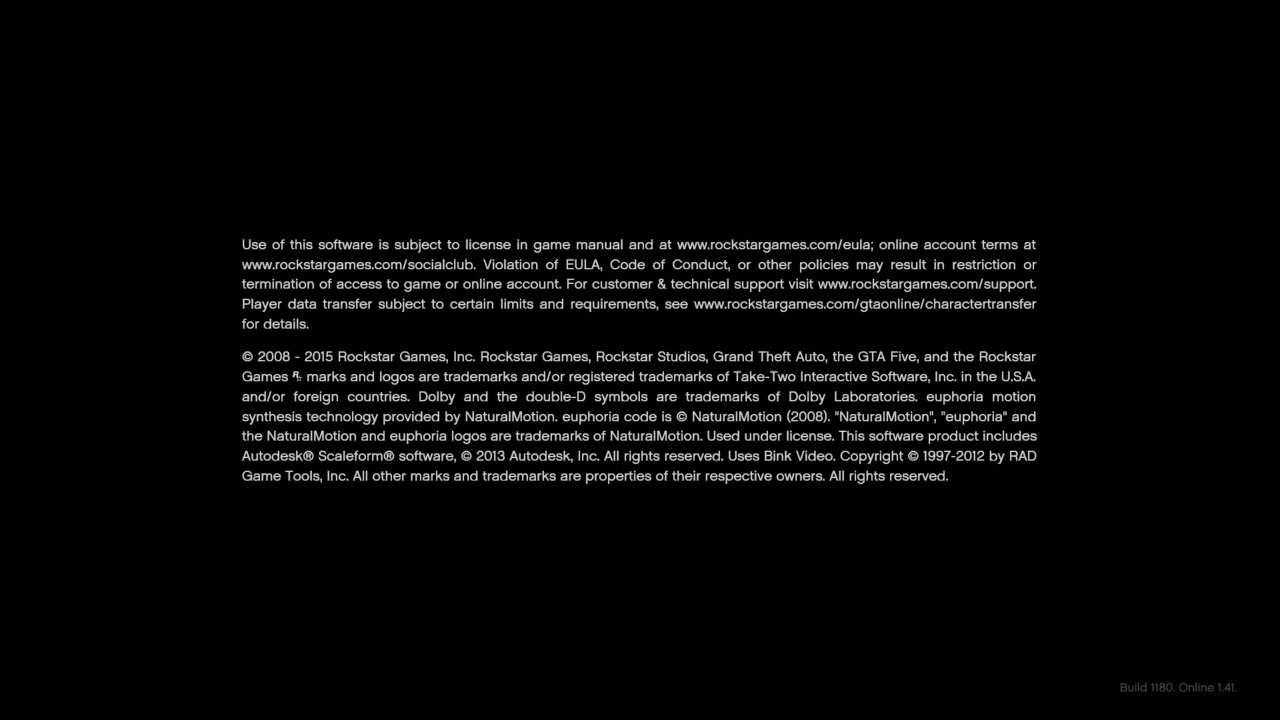 Use of this software is subject to license in game manual and at www.rockstargames.com/eula; online account terms at
www.rockstargames.com/socialclub. Violation of EULA, Code of Conduct, or other policies may result in restriction or
termination of access to game or online account. For customer & technical support visit www.rockstargames.com/support.
Player data transfer subject to certain limits and requirements, see www.rockstargames.com/gtaonline/charactertransfer
for details.
© 2008 - 2015 Rockstar Games, Inc. Rockstar Games, Rockstar Studios, Grand Theft Auto, the GTA Five, and the Rockstar
Games R* marks and logos are trademarks and/or registered trademarks of Take-Two Interactive Software, Inc. in the U.S.A.
and/or foreign countries. Dolby and the double-D symbols are trademarks of Dolby Laboratories. euphoria motion
synthesis technology provided by NaturalMotion. euphoria code is © NaturalMotion (2008). "NaturalMotion", "euphoria" and
the NaturalMotion and euphoria logos are trademarks of NaturalMotion. Used under license. This software product includes
Autodesk® Scaleform® software, © 2013 Autodesk, Inc. All rights reserved. Uses Bink Video. Copyright © 1997-2012 by RAD
Game Tools, Inc. All other marks and trademarks are properties of their respective owners. All rights reserved.
Build 1180. Online 1.41.